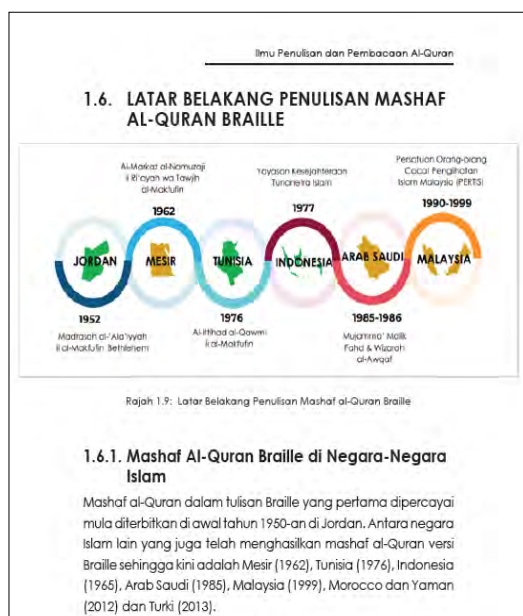 Ilmu Penulisan dan Pembacaan Al-Quran
1.6. LATAR BELAKANG PENULISAN MASHAF
AL-QURAN BRAILLE
Al-Markaz al-Namuzaji
li Ri'ayah wa Tawjih
al-Makfufin
1962
Yayasan Kesejahteraan
Tunanetra Islam
1977
Persatuan Orang-orang
Cacat Penglihatan
Islam Malaysia (PERTIS)
1990-1999
JORDAN
MESIR
TUNISIA
INDONESIA
ARAB SAUDI
MALAYSIA
1952
Madrasah al-'Ala'iyyah
li al-Makfufin Bethlehem
1976
Al-Ittihad al-Qawmi
li al-Makfufin
1985-1986
Mujamma' Malik
Fahd & Wizarah
al-Awqaf
Rajah 1.9: Latar Belakang Penulisan Mashaf al-Quran Braille
1.6.1. Mashaf Al-Quran Braille di Negara-Negara
Islam
Mashaf al-Quran dalam tulisan Braille yang pertama dipercayai
mula diterbitkan di awal tahun 1950-an di Jordan. Antara negara
Islam lain yang juga telah menghasilkan mashaf al-Quran versi
Braille sehingga kini adalah Mesir (1962), Tunisia (1976), Indonesia
(1965), Arab Saudi (1985), Malaysia (1999), Morocco dan Yaman
(2012) dan Turki (2013).